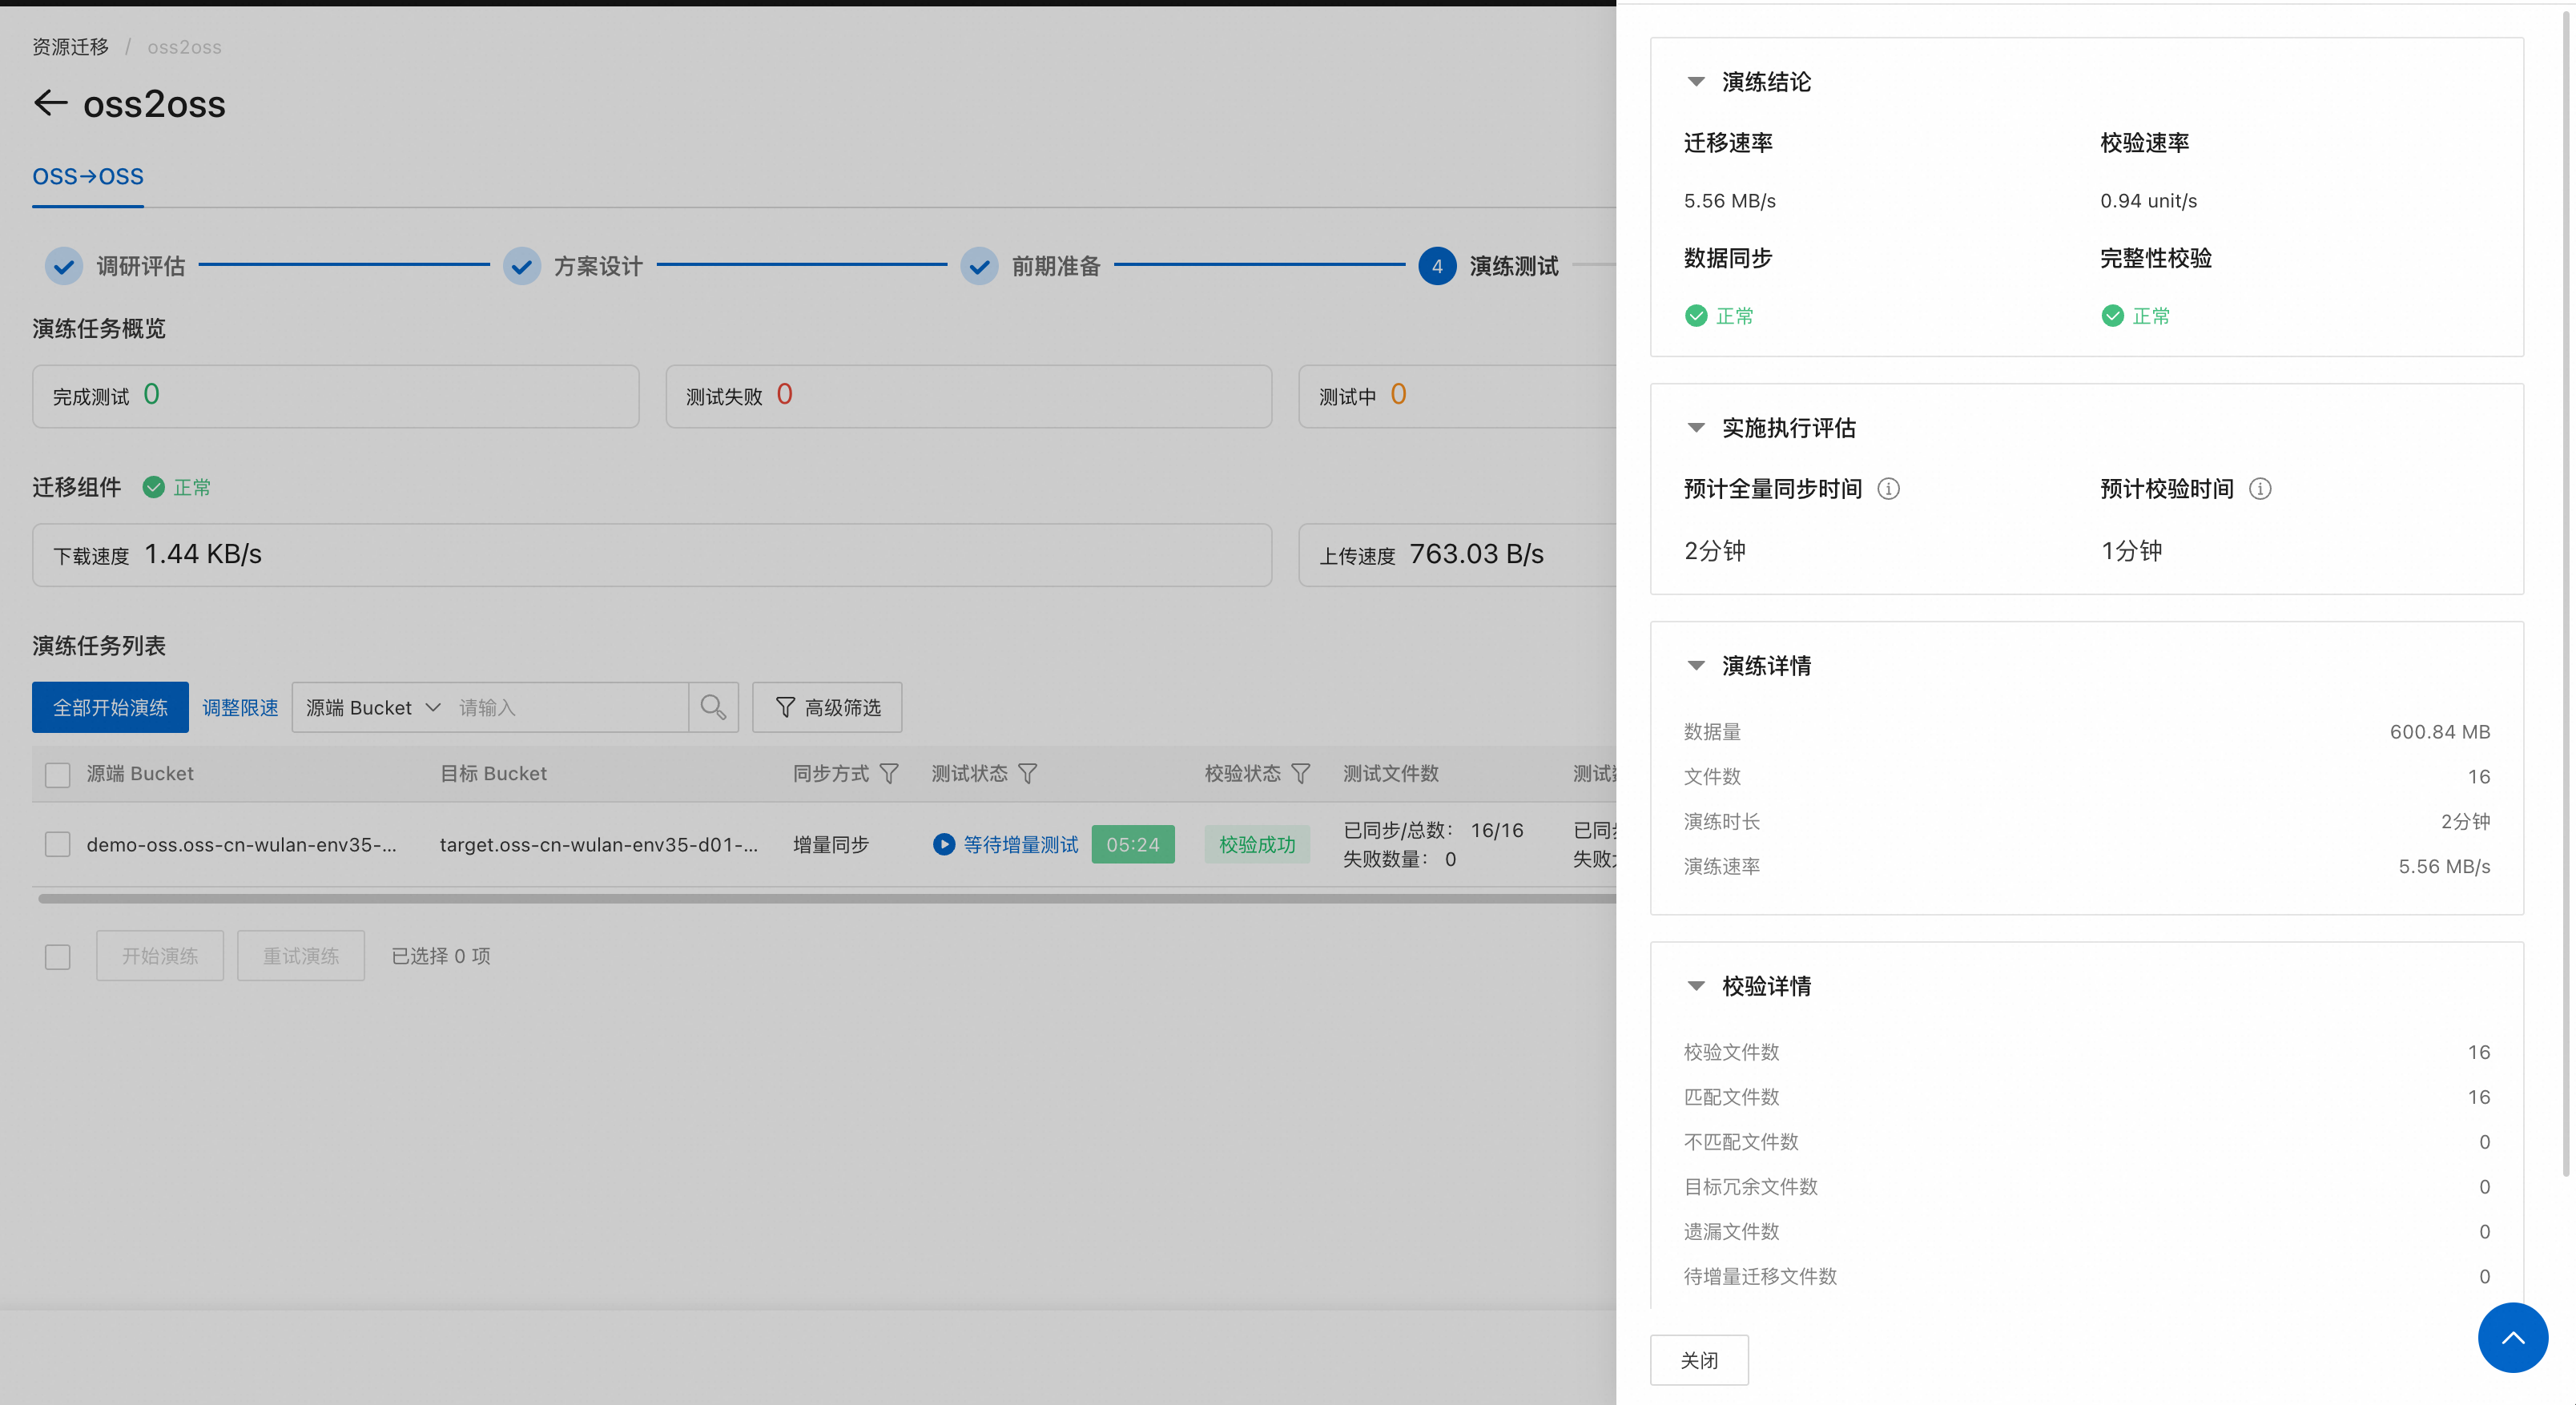 资源迁移 / oss2oss
oss2oss
OSS→OSS
调研评估
方案设计
前期准备
4 演练测试
演练任务概览
完成测试 0
测试失败 0
测试中 0
迁移组件 正常
下载速度 1.44 KB/s
上传速度 763.03 B/s
演练任务列表
全部开始演练 调整限速 源端 Bucket 请输入 高级筛选
源端 Bucket 目标 Bucket 同步方式 测试状态 校验状态 测试文件数 测试
demo-oss.oss-cn-wulan-env35-... target.oss-cn-wulan-env35-d01-... 增量同步 等待增量测试 05:24 校验成功
已同步/总数： 16/16
失败数量： 0
已同
失败
开始演练 重试演练 已选择 0 项
演练结论
迁移速率 校验速率
5.56 MB/s 0.94 unit/s
数据同步 完整性校验
正常 正常
实施执行评估
预计全量同步时间 预计校验时间
2分钟 1分钟
演练详情
数据量 600.84 MB
文件数 16
演练时长 2分钟
演练速率 5.56 MB/s
校验详情
校验文件数 16
匹配文件数 16
不匹配文件数 0
目标冗余文件数 0
遗漏文件数 0
待增量迁移文件数 0
关闭